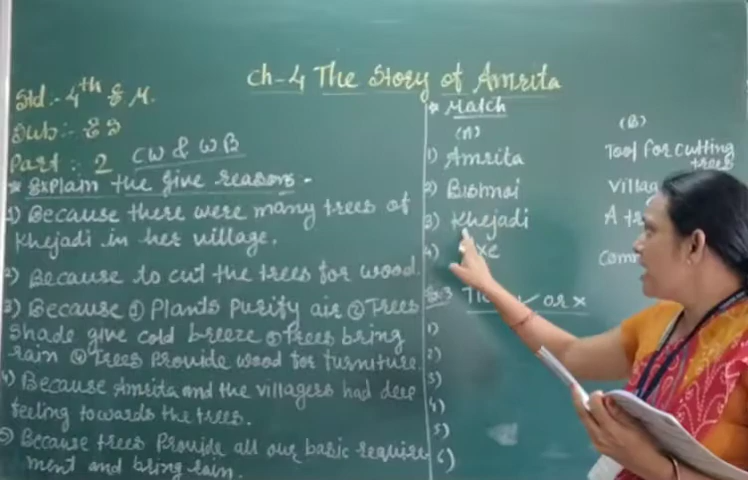 Ch-4 The Story of Amrita
Std:- 4th E.M.
Sub:- ES
Part : 2 CW & WB
* Explain the give reasons.
1) Because there were many trees of
Khejadi in her village.
2) Because to cut the trees for wood.
3) Because ① Plants Purify air ② Trees
shade give cold breeze ③ Trees bring
rain ④ Trees Provide wood for furniture.
4) Because Amrita and the villagers had deep
feeling towards the trees.
5) Because trees Provide all our basic require
ment and bring rain.
* Match
(A) (B)
1) Amrita Tool for cutting
trees
2) Bishnoi
3) Khejadi A
4)
✓ or ×
1)
2)
3)
4)
5)
6)